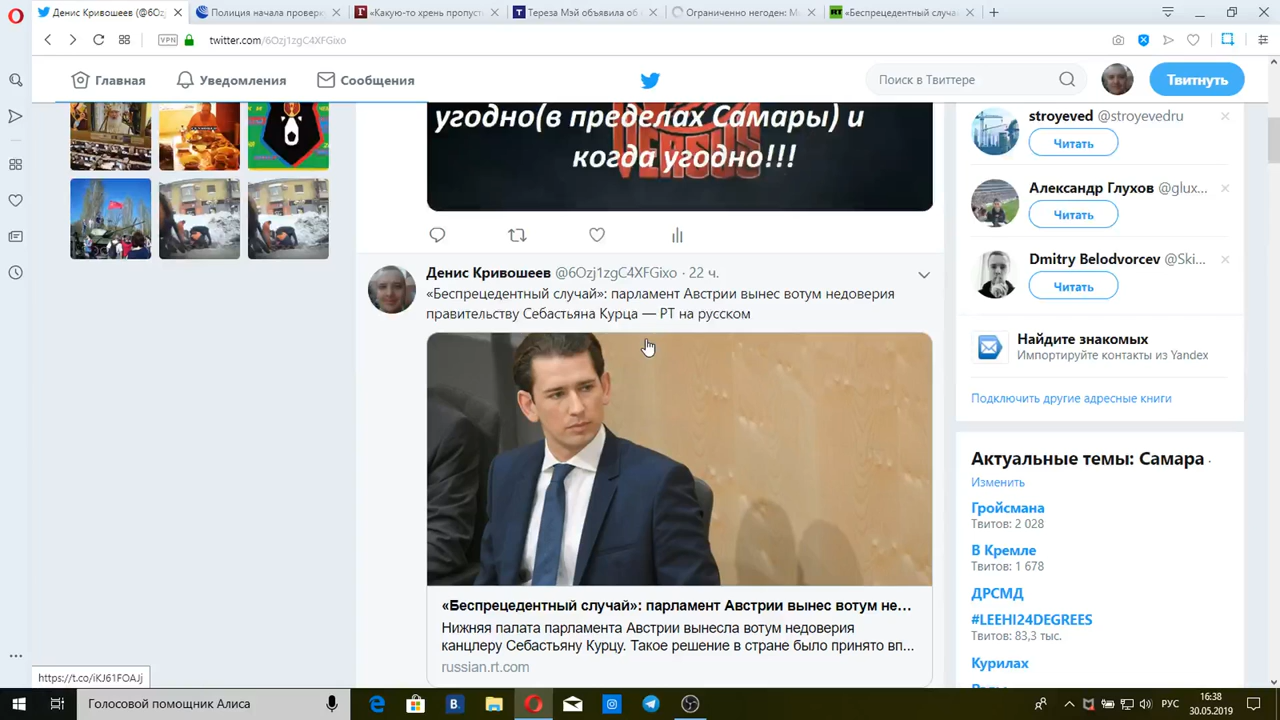 Денис Кривошеев (@6Oz
Полиция начала проверк
«Какую-то хрень пропуст
Тереза Мэй объявила об
Ограниченно негоден: М
«Беспрецедентный случа
VPN
twitter.com/6Ozj1zgC4XFGixo
Главная
Уведомления
Сообщения
Поиск в Твиттере
Твитнуть
угодно(в пределах Самары) и
когда угодно!!!
Денис Кривошеев @6Ozj1zgC4XFGixo · 22 ч.
«Беспрецедентный случай»: парламент Австрии вынес вотум недоверия
правительству Себастьяна Курца — РТ на русском
«Беспрецедентный случай»: парламент Австрии вынес вотум не...
Нижняя палата парламента Австрии вынесла вотум недоверия
канцлеру Себастьяну Курцу. Такое решение в стране было принято вп...
russian.rt.com
stroyeved @stroyevedru
Читать
Александр Глухов @glux...
Читать
Dmitry Belodvorcev @Ski...
Читать
Найдите знакомых
Импортируйте контакты из Yandex
Подключить другие адресные книги
Актуальные темы: Самара ·
Изменить
Гройсмана
Твитов: 2 028
В Кремле
Твитов: 1 678
ДРСМД
#LEEHI24DEGREES
Твитов: 83,3 тыс.
Курилах
https://t.co/iKJ61FOAJj
Голосовой помощник Алиса
РУС
16:38
30.05.2019